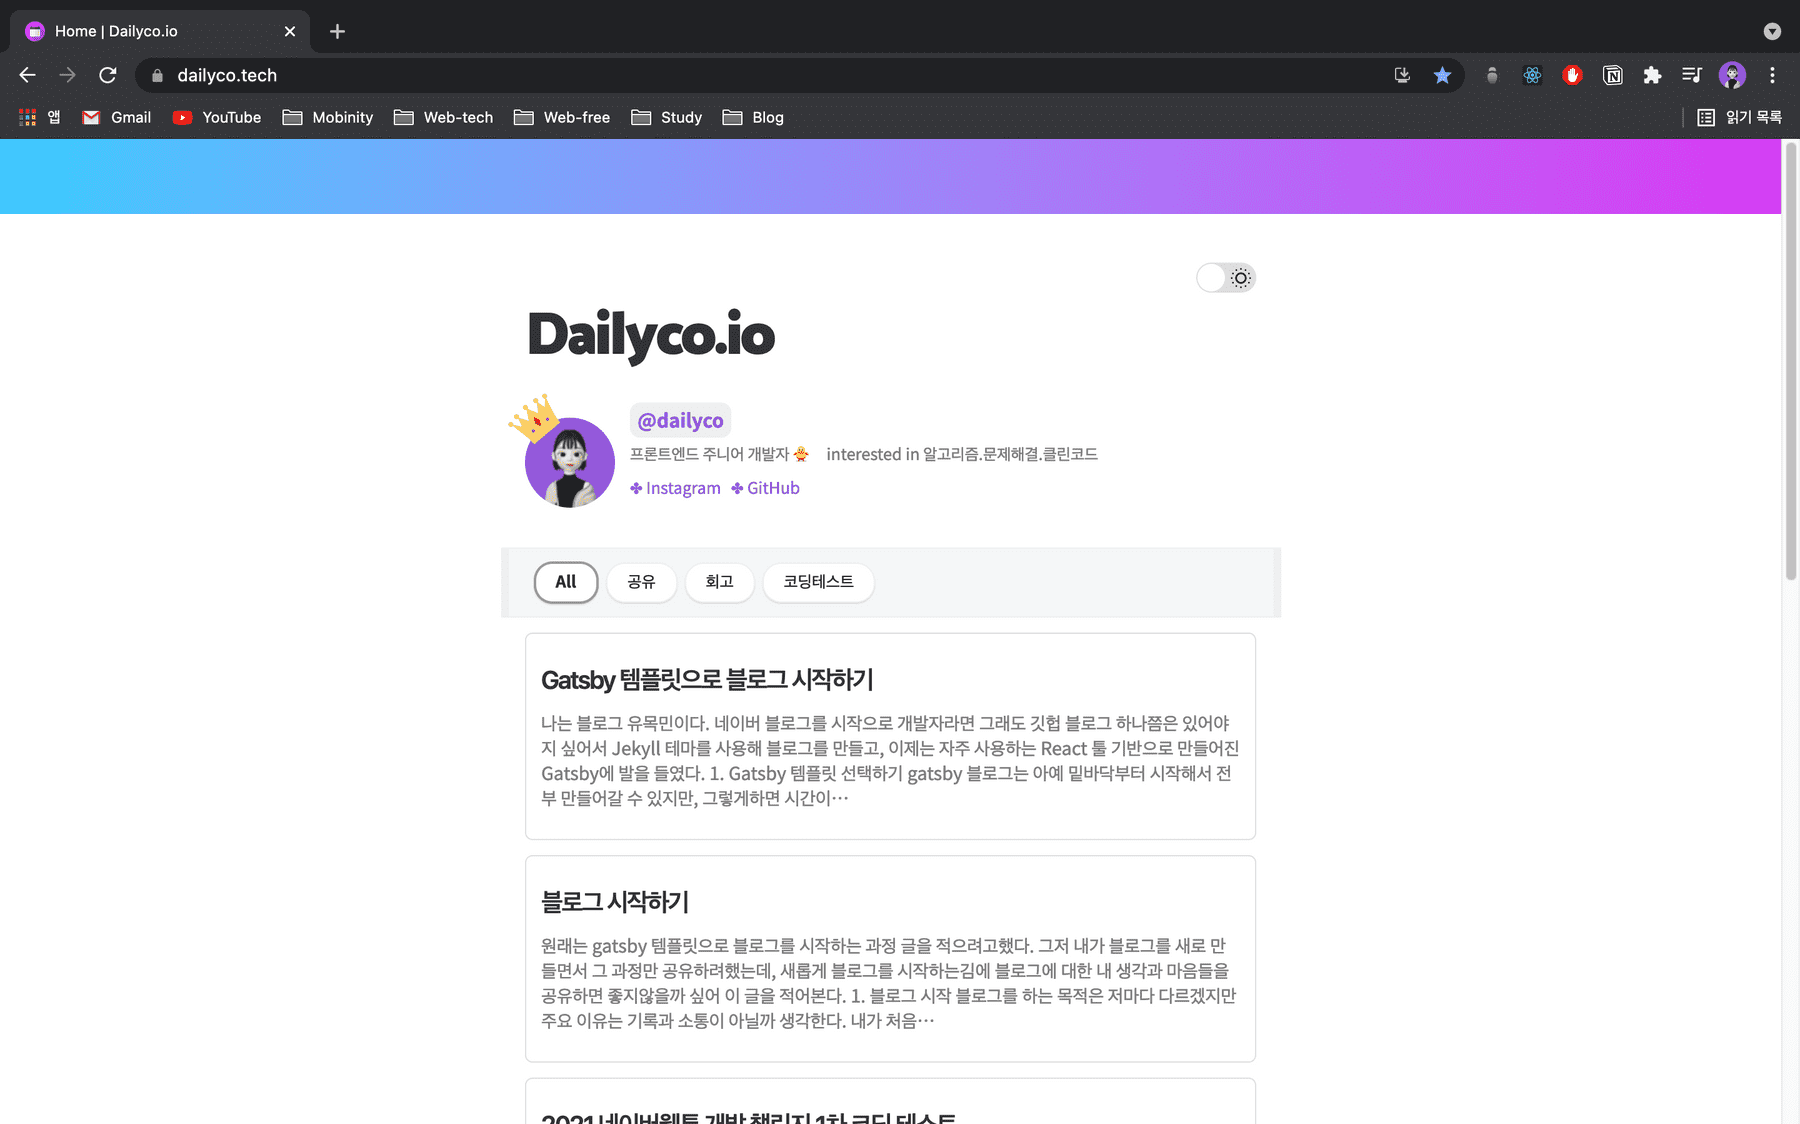 Home | Dailyco.io
dailyco.tech
앱 Gmail YouTube Mobinity Web-tech Web-free Study Blog 읽기 목록
Dailyco.io
@dailyco
프론트엔드 주니어 개발자 interested in 알고리즘.문제해결.클린코드
Instagram GitHub
All 공유 회고 코딩테스트
Gatsby 템플릿으로 블로그 시작하기
나는 블로그 유목민이다. 네이버 블로그를 시작으로 개발자라면 그래도 깃헙 블로그 하나쯤은 있어야
지 싶어서 Jekyll 테마를 사용해 블로그를 만들고, 이제는 자주 사용하는 React 툴 기반으로 만들어진
Gatsby에 발을 들였다. 1. Gatsby 템플릿 선택하기 gatsby 블로그는 아예 밑바닥부터 시작해서 전
부 만들어갈 수 있지만, 그렇게하면 시간이…
블로그 시작하기
원래는 gatsby 템플릿으로 블로그를 시작하는 과정 글을 적으려고했다. 그저 내가 블로그를 새로 만
들면서 그 과정만 공유하려했는데, 새롭게 블로그를 시작하는김에 블로그에 대한 내 생각과 마음들을
공유하면 좋지않을까 싶어 이 글을 적어본다. 1. 블로그 시작 블로그를 하는 목적은 저마다 다르겠지만
주요 이유는 기록과 소통이 아닐까 생각한다. 내가 처음…
2021 네이버웹툰 개발 챌린지 1차 코딩 테스트